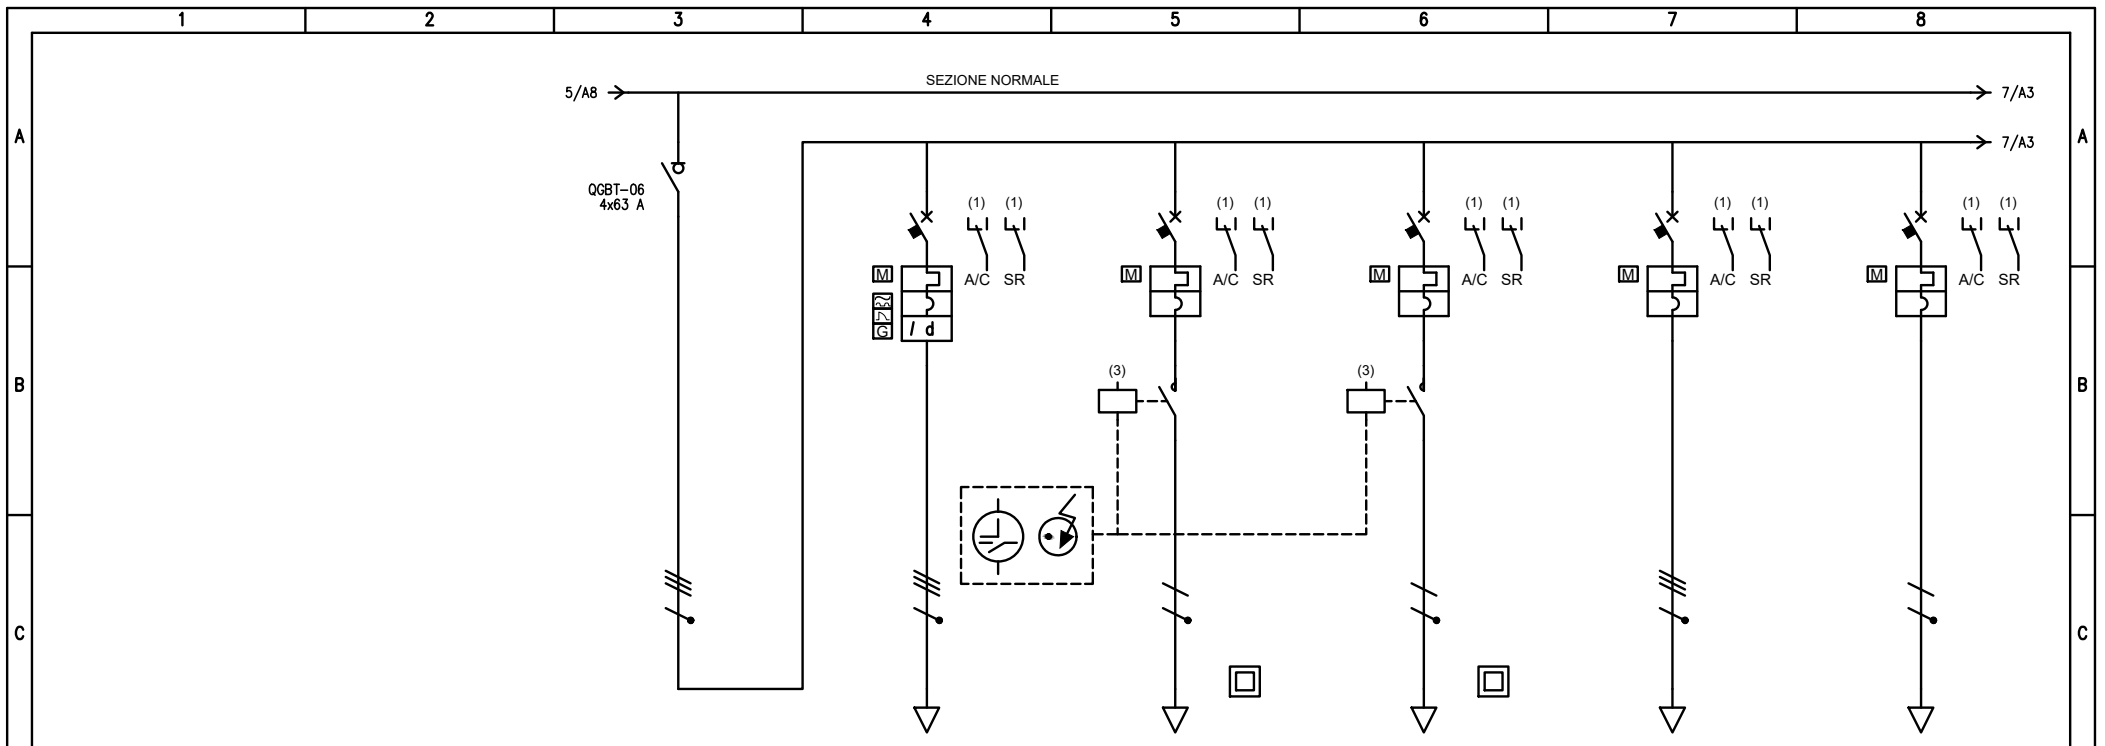 1 2 3 4 5 6 7 8
SEZIONE NORMALE
5/A8 7/A3
A A
7/A3
QGBT-06
4x63 A
(1) (1) (1) (1) (1) (1) (1) (1) (1) (1)
M A/C SR M A/C SR M A/C SR M A/C SR M A/C SR
G I d
(3) (3)
B B
C C